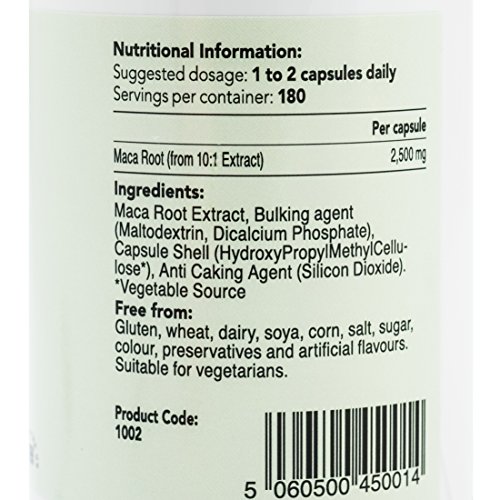 Nutritional Information:
Suggested dosage: 1 to 2 capsules daily
Servings per container: 180
Per capsule
Maca Root (from 10:1 Extract) 2,500 mg
Ingredients:
Maca Root Extract, Bulking agent
(Maltodextrin, Dicalcium Phosphate),
Capsule Shell (HydroxyPropylMethylCellu-
lose*), Anti Caking Agent (Silicon Dioxide).
*Vegetable Source
Free from:
Gluten, wheat, dairy, soya, corn, salt, sugar,
colour, preservatives and artificial flavours.
Suitable for vegetarians.
Product Code:
1002
5 060500 450014